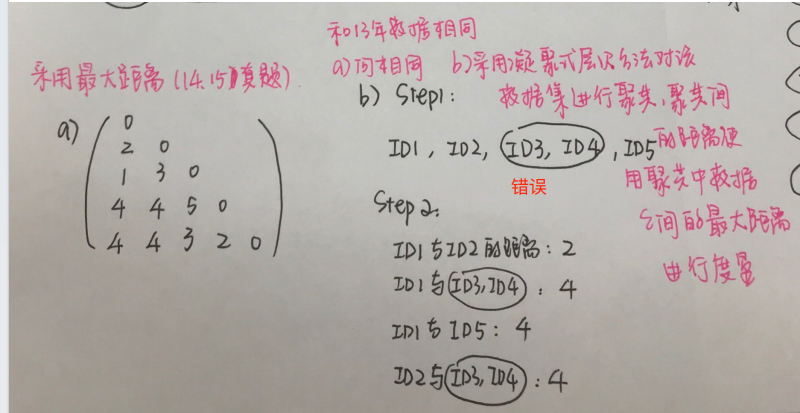 和13年数据相同
采用最大距离(14.15真题)
a)问相同 b)采用凝聚式层次分法对该
数据集进行聚类,聚类间
的距离使
用聚类中数据
之间的最大距离
进行度量
a)
0
2 0
1 3 0
4 4 5 0
4 4 3 2 0
b) Step1:
ID1, ID2, ID3, ID4, ID5
错误
Step2:
ID1与ID2的距离:2
ID1与ID3,ID4:4
ID1与ID5:4
ID2与ID3,ID4:4